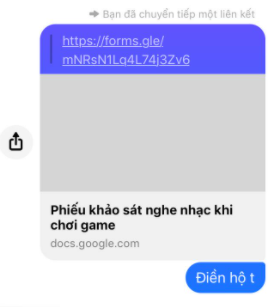 Bạn đã chuyển tiếp một liên kết
https://forms.gle/
mNRsN1Lq4L74j3Zv6
Phiếu khảo sát nghe nhạc khi
chơi game
docs.google.com
Điền hộ t